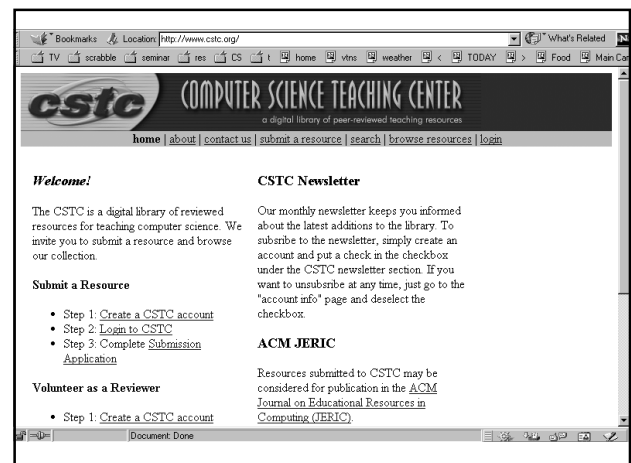 Bookmarks Location: http://www.cstc.org/ What's Related N
TV scrabble seminar res CS t home vtns weather < TODAY > Food Main Cam
cstc COMPUTER SCIENCE TEACHING CENTER
a digital library of peer-reviewed teaching resources
home | about | contact us | submit a resource | search | browse resources | login
Welcome!
The CSTC is a digital library of reviewed
resources for teaching computer science. We
invite you to submit a resource and browse
our collection.
Submit a Resource
• Step 1: Create a CSTC account
• Step 2: Login to CSTC
• Step 3: Complete Submission
Application
Volunteer as a Reviewer
• Step 1: Create a CSTC account
CSTC Newsletter
Our monthly newsletter keeps you informed
about the latest additions to the library. To
subsribe to the newsletter, simply create an
account and put a check in the checkbox
under the CSTC newsletter section. If you
want to unsubsribe at any time, just go to the
"account info" page and deselect the
checkbox.
ACM JERIC
Resources submitted to CSTC may be
considered for publication in the ACM
Journal on Educational Resources in
Computing (JERIC).
Document: Done